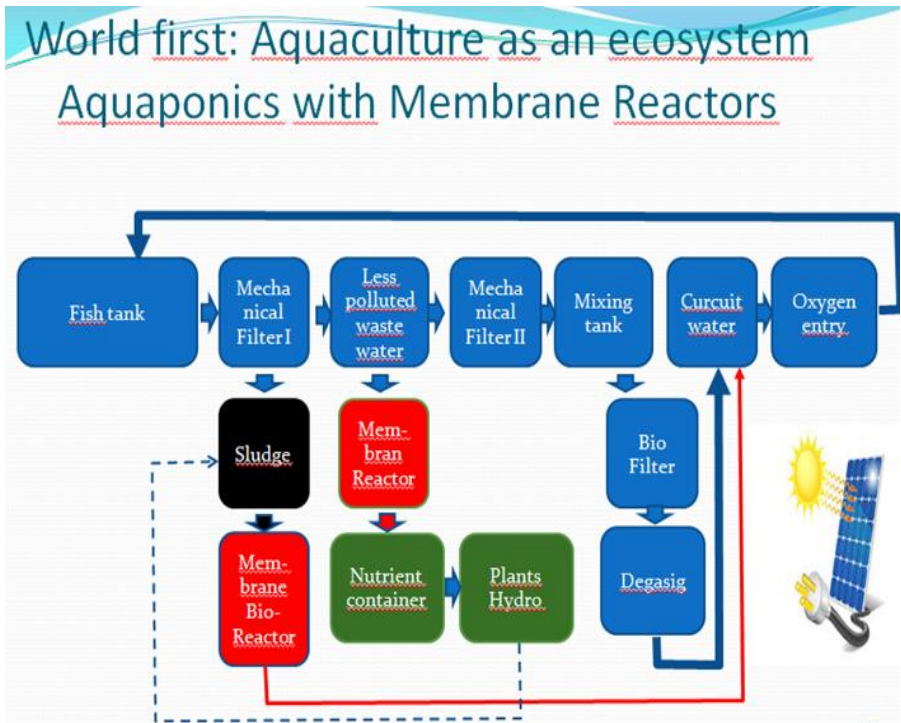 World first: Aquaculture as an ecosystem
Aquaponics with Membrane Reactors
Fish tank
Mecha
nical
Filter I
Less
polluted
waste
water
Mecha
nical
Filter II
Mixing
tank
Curcuit
water
Oxygen
entry
Sludge
Mem-
bran
Reactor
Bio
Filter
Mem-
brane
Bio-
Reactor
Nutrient
container
Plants
Hydro
Degasig